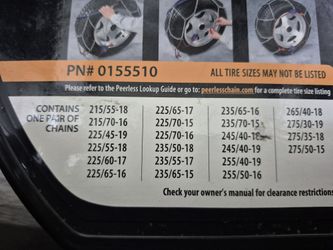 PN# 0155510 ALL TIRE SIZES MAY NOT BE LISTED
Please refer to the Peerless Lookup Guide or go to: peerlesschain.com for a complete tire size listing
CONTAINS ONE PAIR OF CHAINS
215/55-18 225/65-17 235/65-16 265/40-18
215/70-16 225/70-15 235/70-15 275/30-19
225/45-19 235/50-17 245/40-18 275/35-18
225/55-18 235/55-18 245/40-19 275/50-15
225/60-17 235/55-17 255/40-19
225/65-16 235/65-15 255/50-16
Check your owner's manual for clearance restrictions